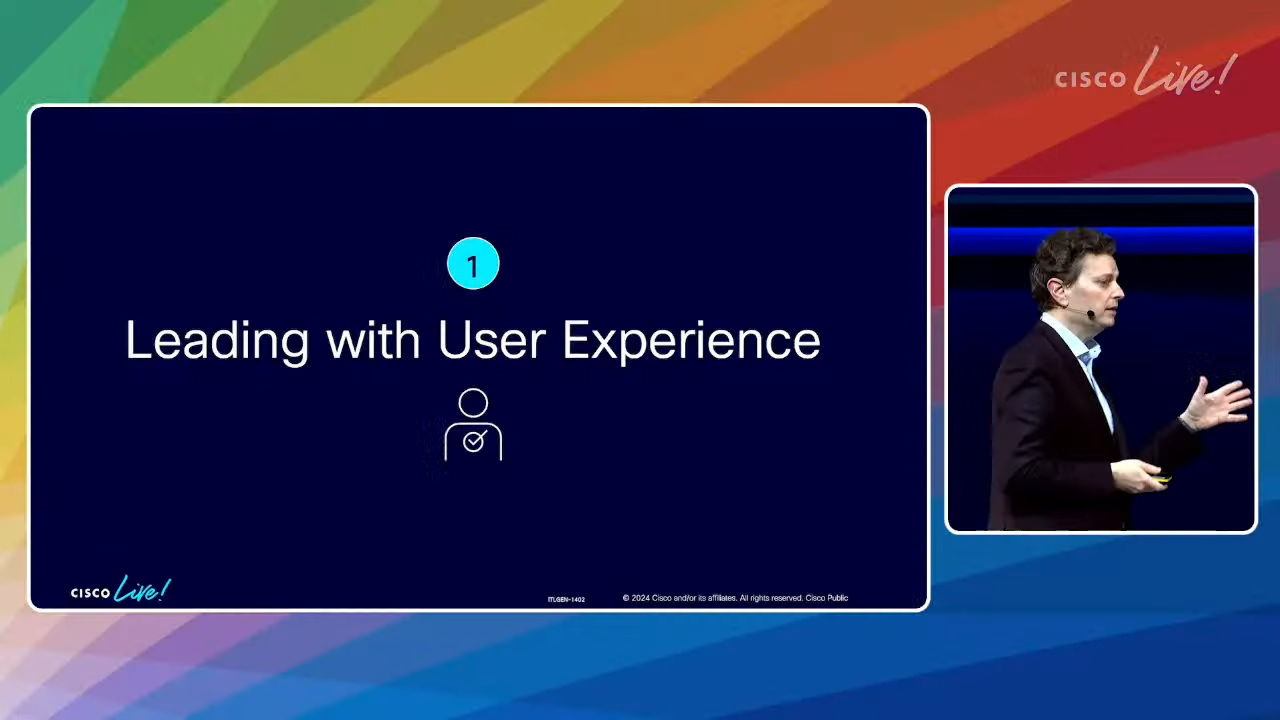 CISCO Live!
1
Leading with User Experience
CISCO Live!
ITLGEN-1402
© 2024 Cisco and/or its affiliates. All rights reserved. Cisco Public